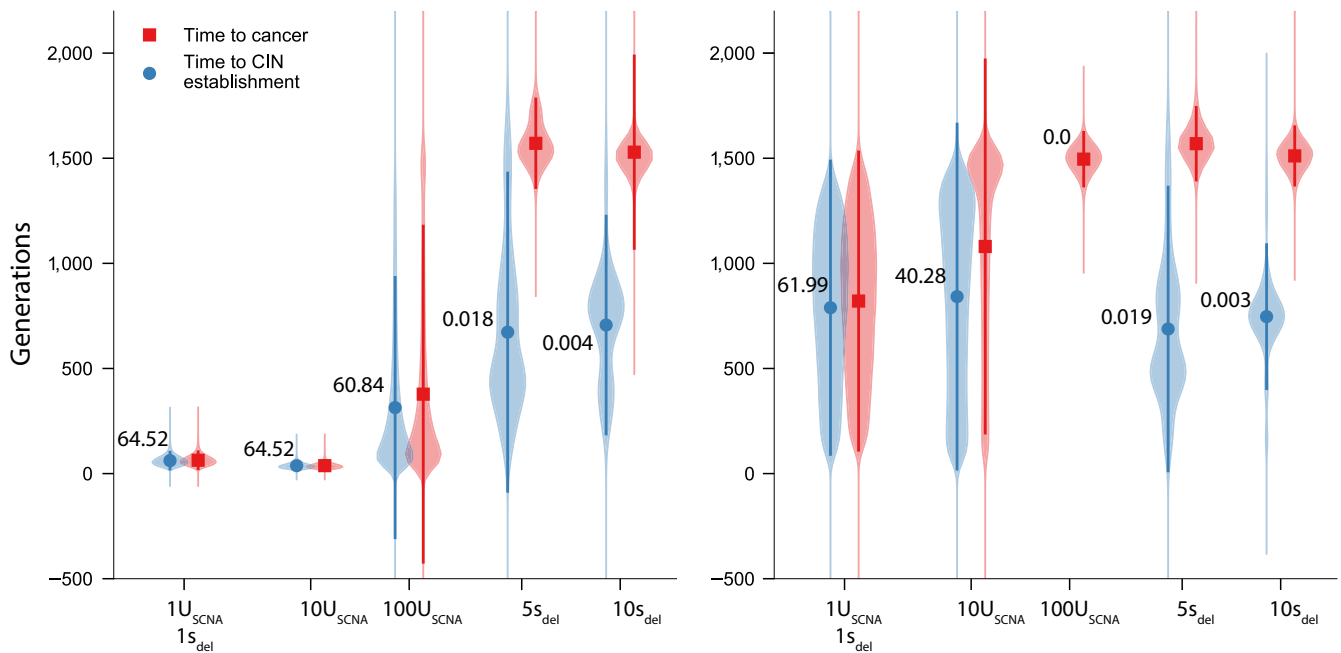 Generations
2,000
1,500
1,000
500
0
−500
Time to cancer
Time to CIN
establishment
64.52
64.52
60.84
0.018
0.004
1U_SCNA
1s_del
10U_SCNA
100U_SCNA
5s_del
10s_del
2,000
1,500
1,000
500
0
−500
61.99
40.28
0.0
0.019
0.003
1U_SCNA
1s_del
10U_SCNA
100U_SCNA
5s_del
10s_del